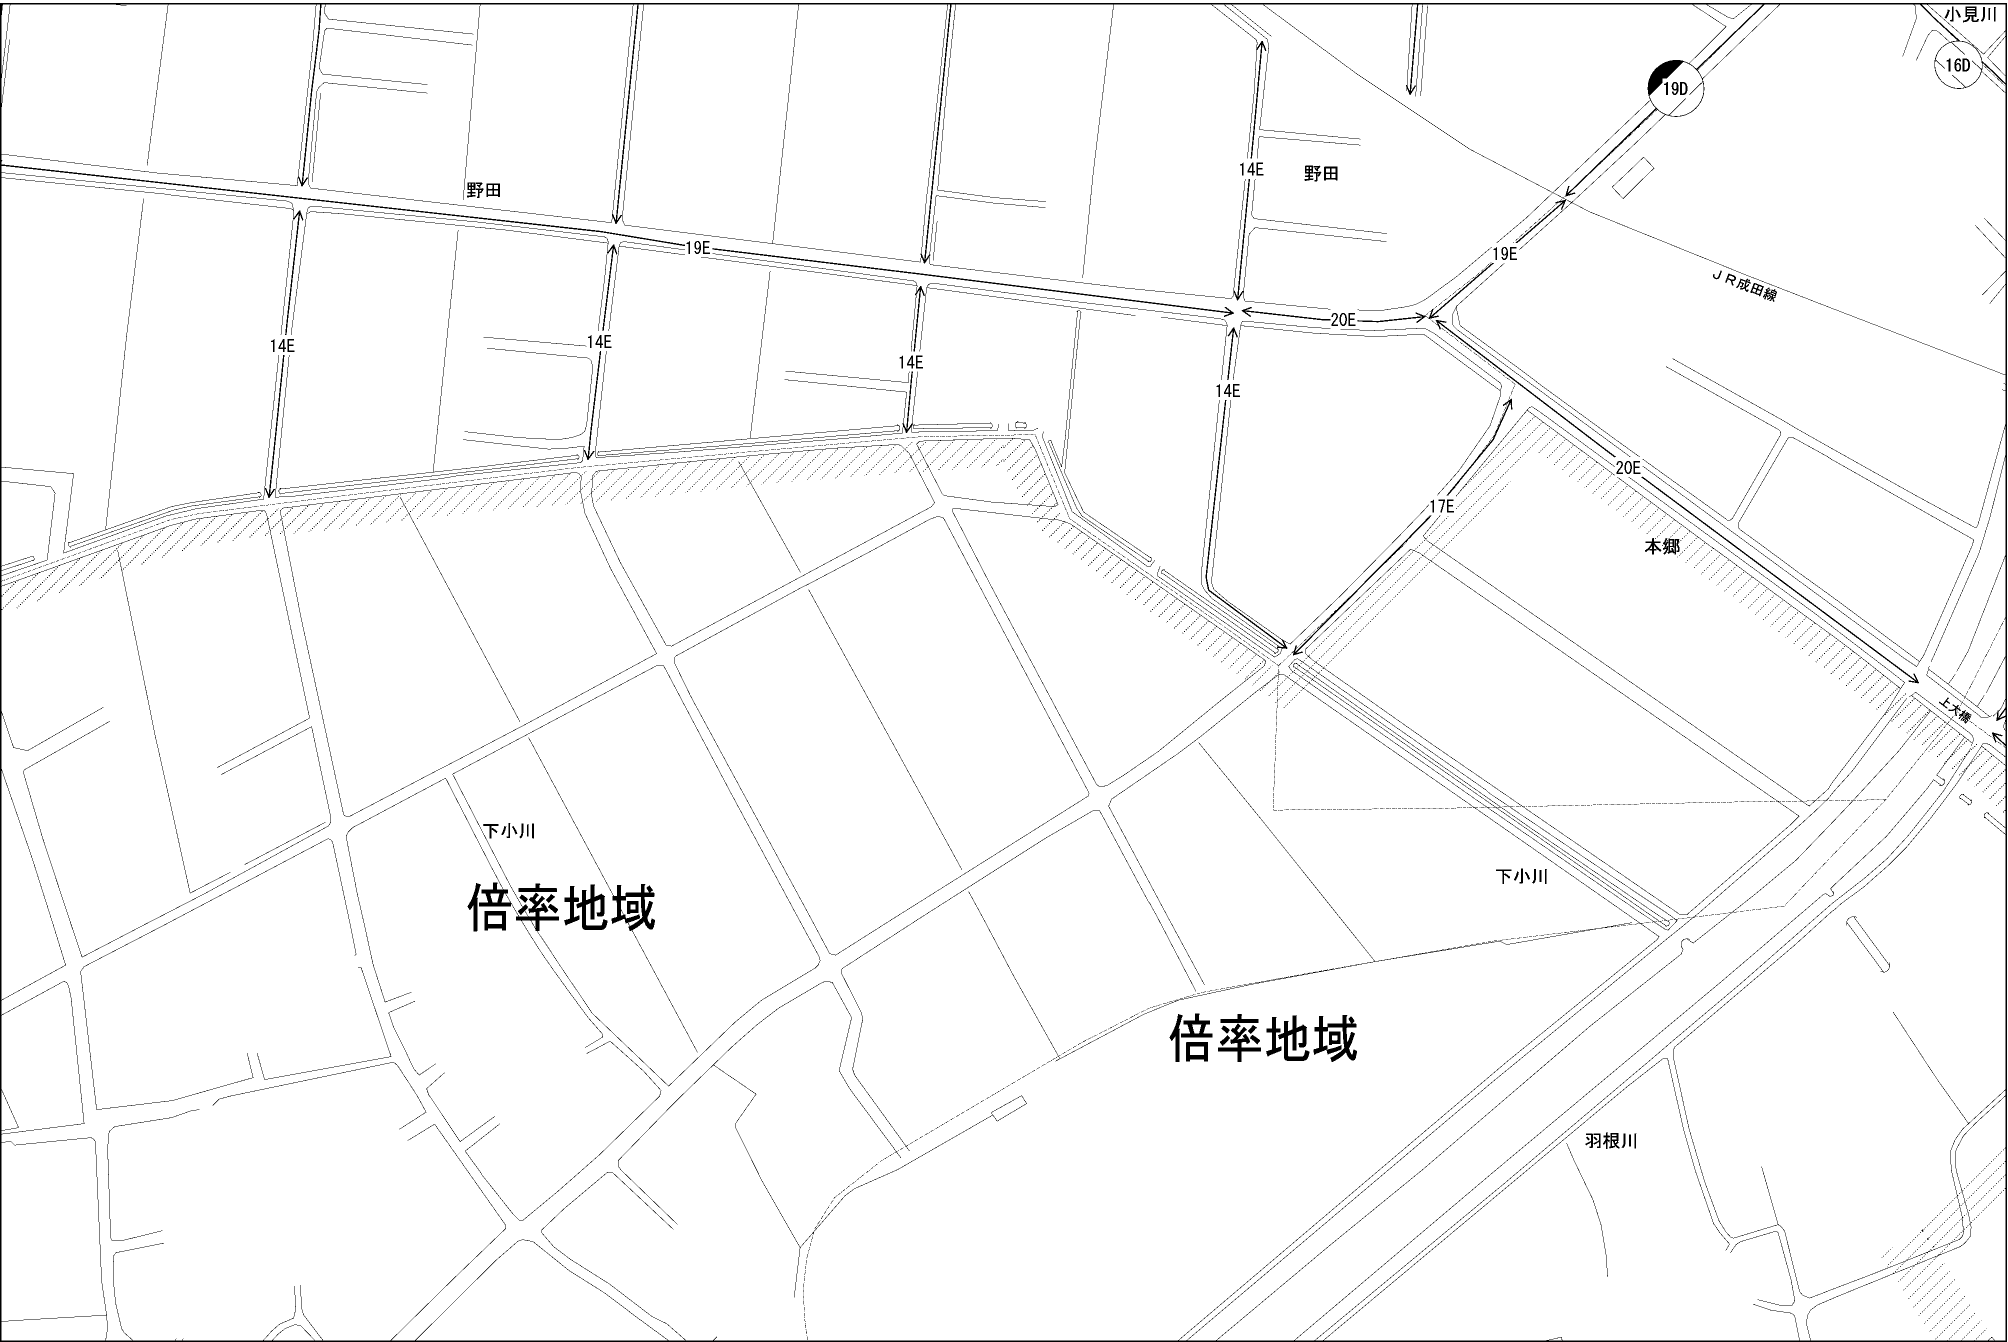 小見川
16D
19D
14E
野田
野田
19E
19E
JR成田線
20E
14E
14E
14E
14E
20E
17E
本郷
上大橋
下小川
下小川
倍率地域
倍率地域
羽根川